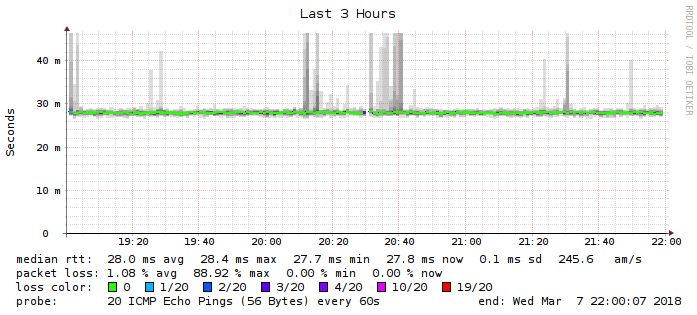 Last 3 Hours
RRDTOOL / TOBI OETIKER
Seconds
40 m
30 m
20 m
10 m
0
19:20 19:40 20:00 20:20 20:40 21:00 21:20 21:40 22:00
median rtt: 28.0 ms avg 28.4 ms max 27.7 ms min 27.8 ms now 0.1 ms sd 245.6 am/s
packet loss: 1.08 % avg 88.92 % max 0.00 % min 0.00 % now
loss color: 0 1/20 2/20 3/20 4/20 10/20 19/20
probe: 20 ICMP Echo Pings (56 Bytes) every 60s end: Wed Mar 7 22:00:07 2018